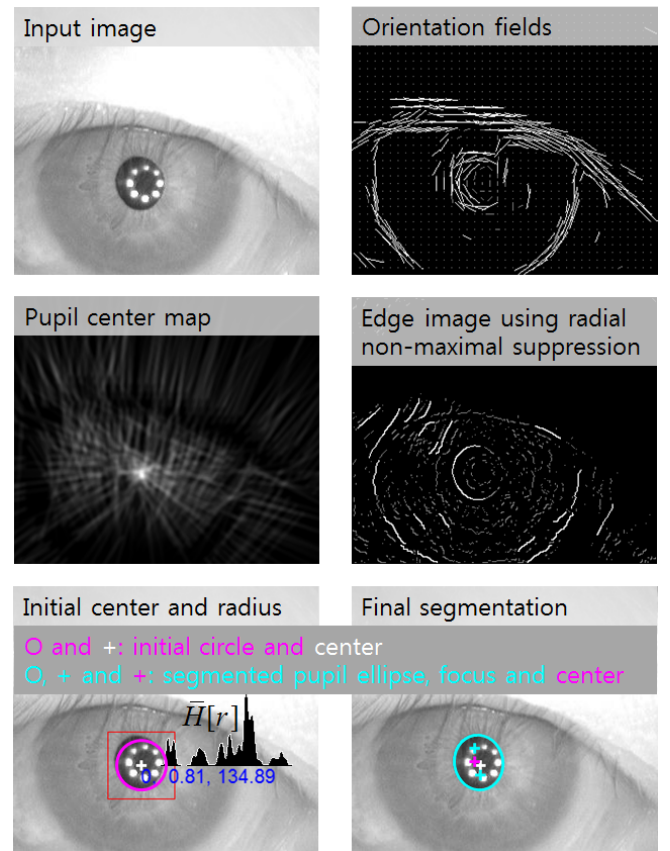 Input image
Orientation fields
Pupil center map
Edge image using radial
non-maximal suppression
Initial center and radius
Final segmentation
O and +: initial circle and center
O, + and +: segmented pupil ellipse, focus and center
H̅[r]
0, 0.81, 134.89